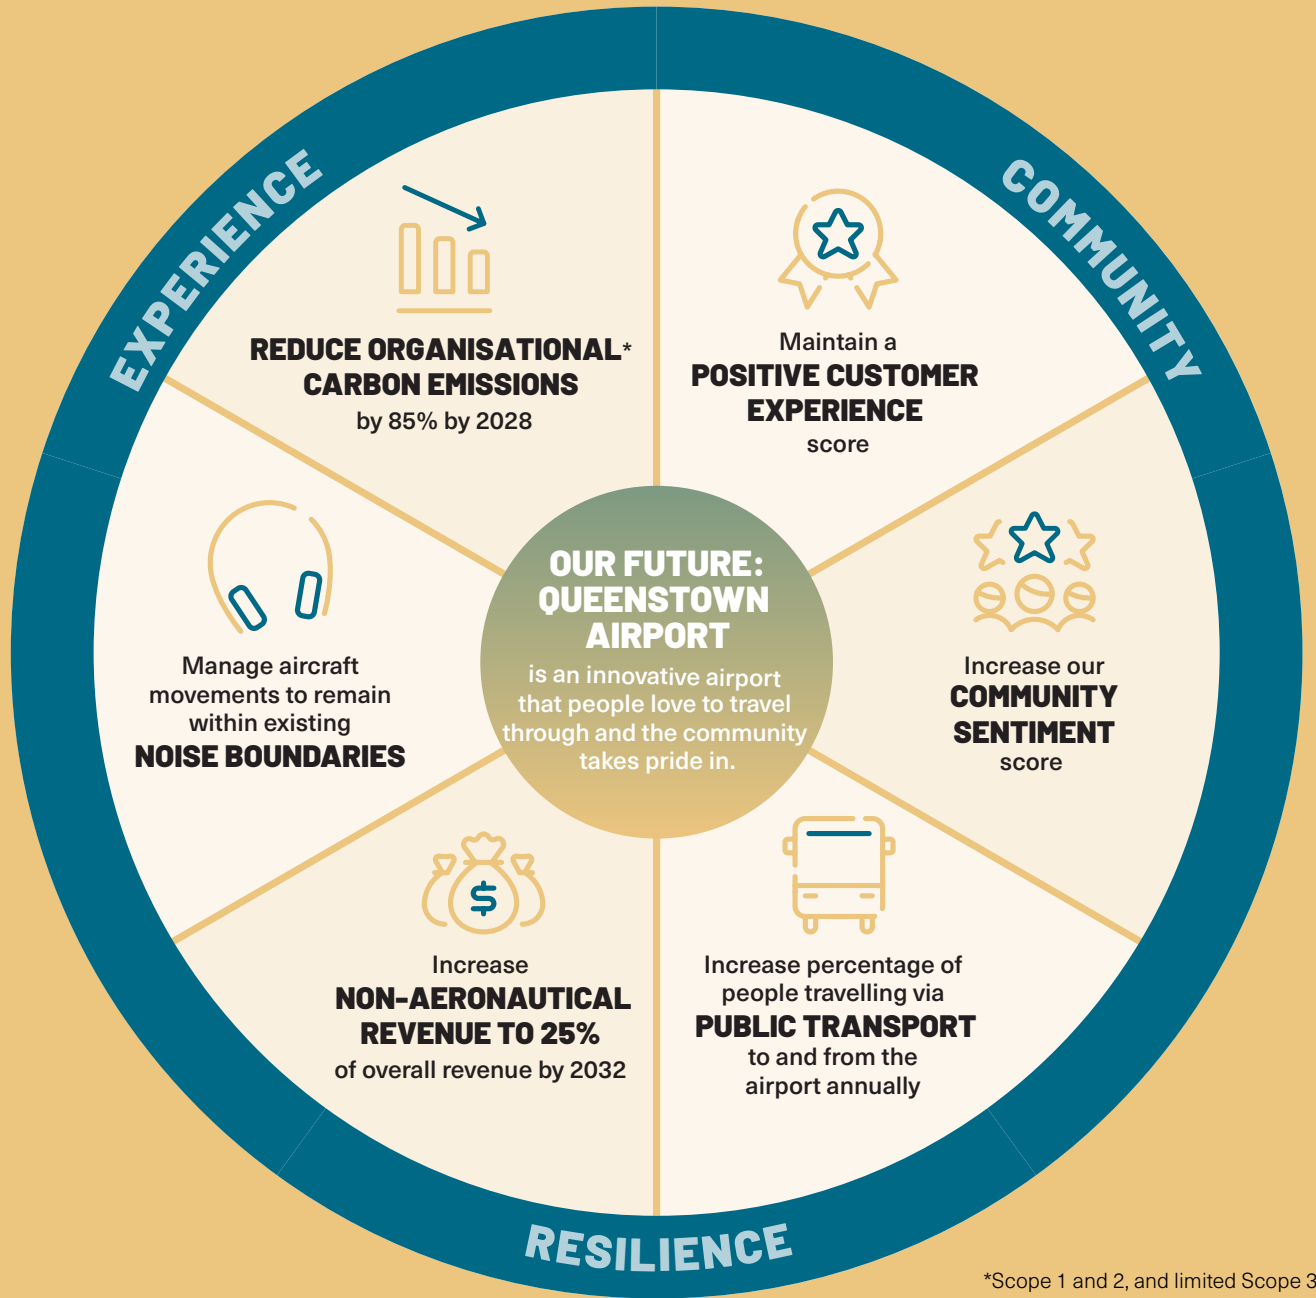 EXPERIENCE
COMMUNITY
REDUCE ORGANISATIONAL*
CARBON EMISSIONS
by 85% by 2028
Maintain a
POSITIVE CUSTOMER
EXPERIENCE
score
Manage aircraft
movements to remain
within existing
NOISE BOUNDARIES
OUR FUTURE:
QUEENSTOWN
AIRPORT
is an innovative airport
that people love to travel
through and the community
takes pride in.
Increase our
COMMUNITY
SENTIMENT
score
$
Increase
NON-AERONAUTICAL
REVENUE TO 25%
of overall revenue by 2032
Increase percentage of
people travelling via
PUBLIC TRANSPORT
to and from the
airport annually
RESILIENCE
*Scope 1 and 2, and limited Scope 3